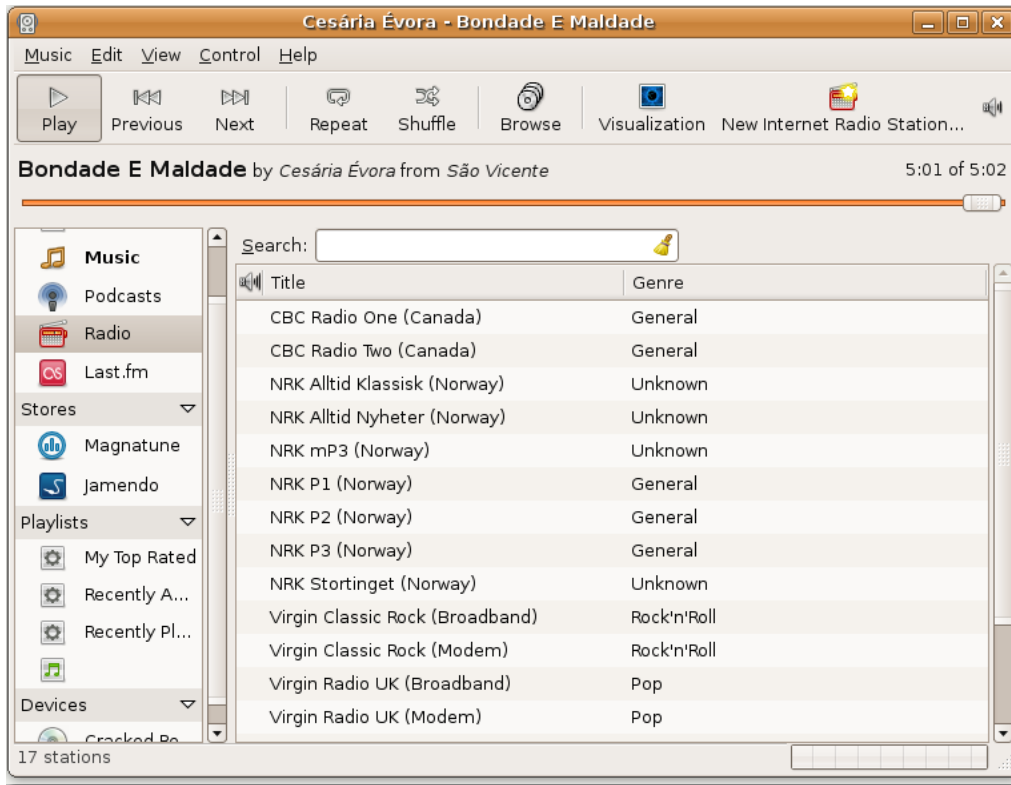 Cesária Évora - Bondade E Maldade
Music Edit View Control Help
Play Previous Next Repeat Shuffle Browse Visualization New Internet Radio Station...
Bondade E Maldade by Cesária Évora from São Vicente 5:01 of 5:02
Music
Podcasts
Radio
Last.fm
Stores
Magnatune
Jamendo
Playlists
My Top Rated
Recently A...
Recently Pl...
Devices
Search:
Title Genre
CBC Radio One (Canada) General
CBC Radio Two (Canada) General
NRK Alltid Klassisk (Norway) Unknown
NRK Alltid Nyheter (Norway) Unknown
NRK mP3 (Norway) Unknown
NRK P1 (Norway) General
NRK P2 (Norway) General
NRK P3 (Norway) General
NRK Stortinget (Norway) Unknown
Virgin Classic Rock (Broadband) Rock'n'Roll
Virgin Classic Rock (Modem) Rock'n'Roll
Virgin Radio UK (Broadband) Pop
Virgin Radio UK (Modem) Pop
17 stations